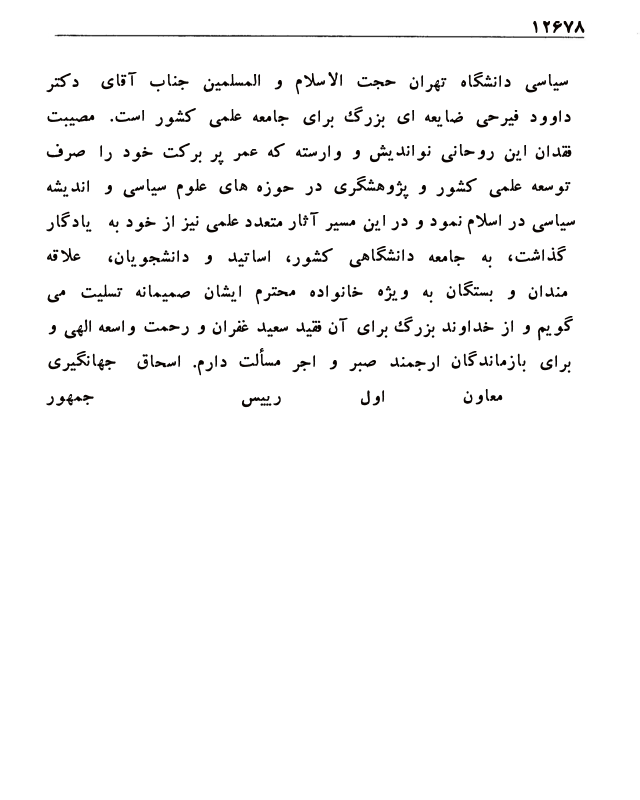 ۱۲۶۷۸
سیاسی دانشگاه تهران حجت الاسلام و المسلمین جناب آقای دکتر
داوود فیرحی ضایعه ای بزرگ برای جامعه علمی کشور است. مصیبت
فقدان این روحانی نواندیش و وارسته که عمر پر برکت خود را صرف
توسعه علمی کشور و پژوهشگری در حوزه های علوم سیاسی و اندیشه
سیاسی در اسلام نمود و در این مسیر آثار متعدد علمی نیز از خود به یادگار
گذاشت، به جامعه دانشگاهی کشور، اساتید و دانشجویان، علاقه
مندان و بستگان به ویژه خانواده محترم ایشان صمیمانه تسلیت می
گویم و از خداوند بزرگ برای آن فقید سعید غفران و رحمت واسعه الهی و
برای بازماندگان ارجمند صبر و اجر مسألت دارم. اسحاق جهانگیری
معاون اول رییس جمهور